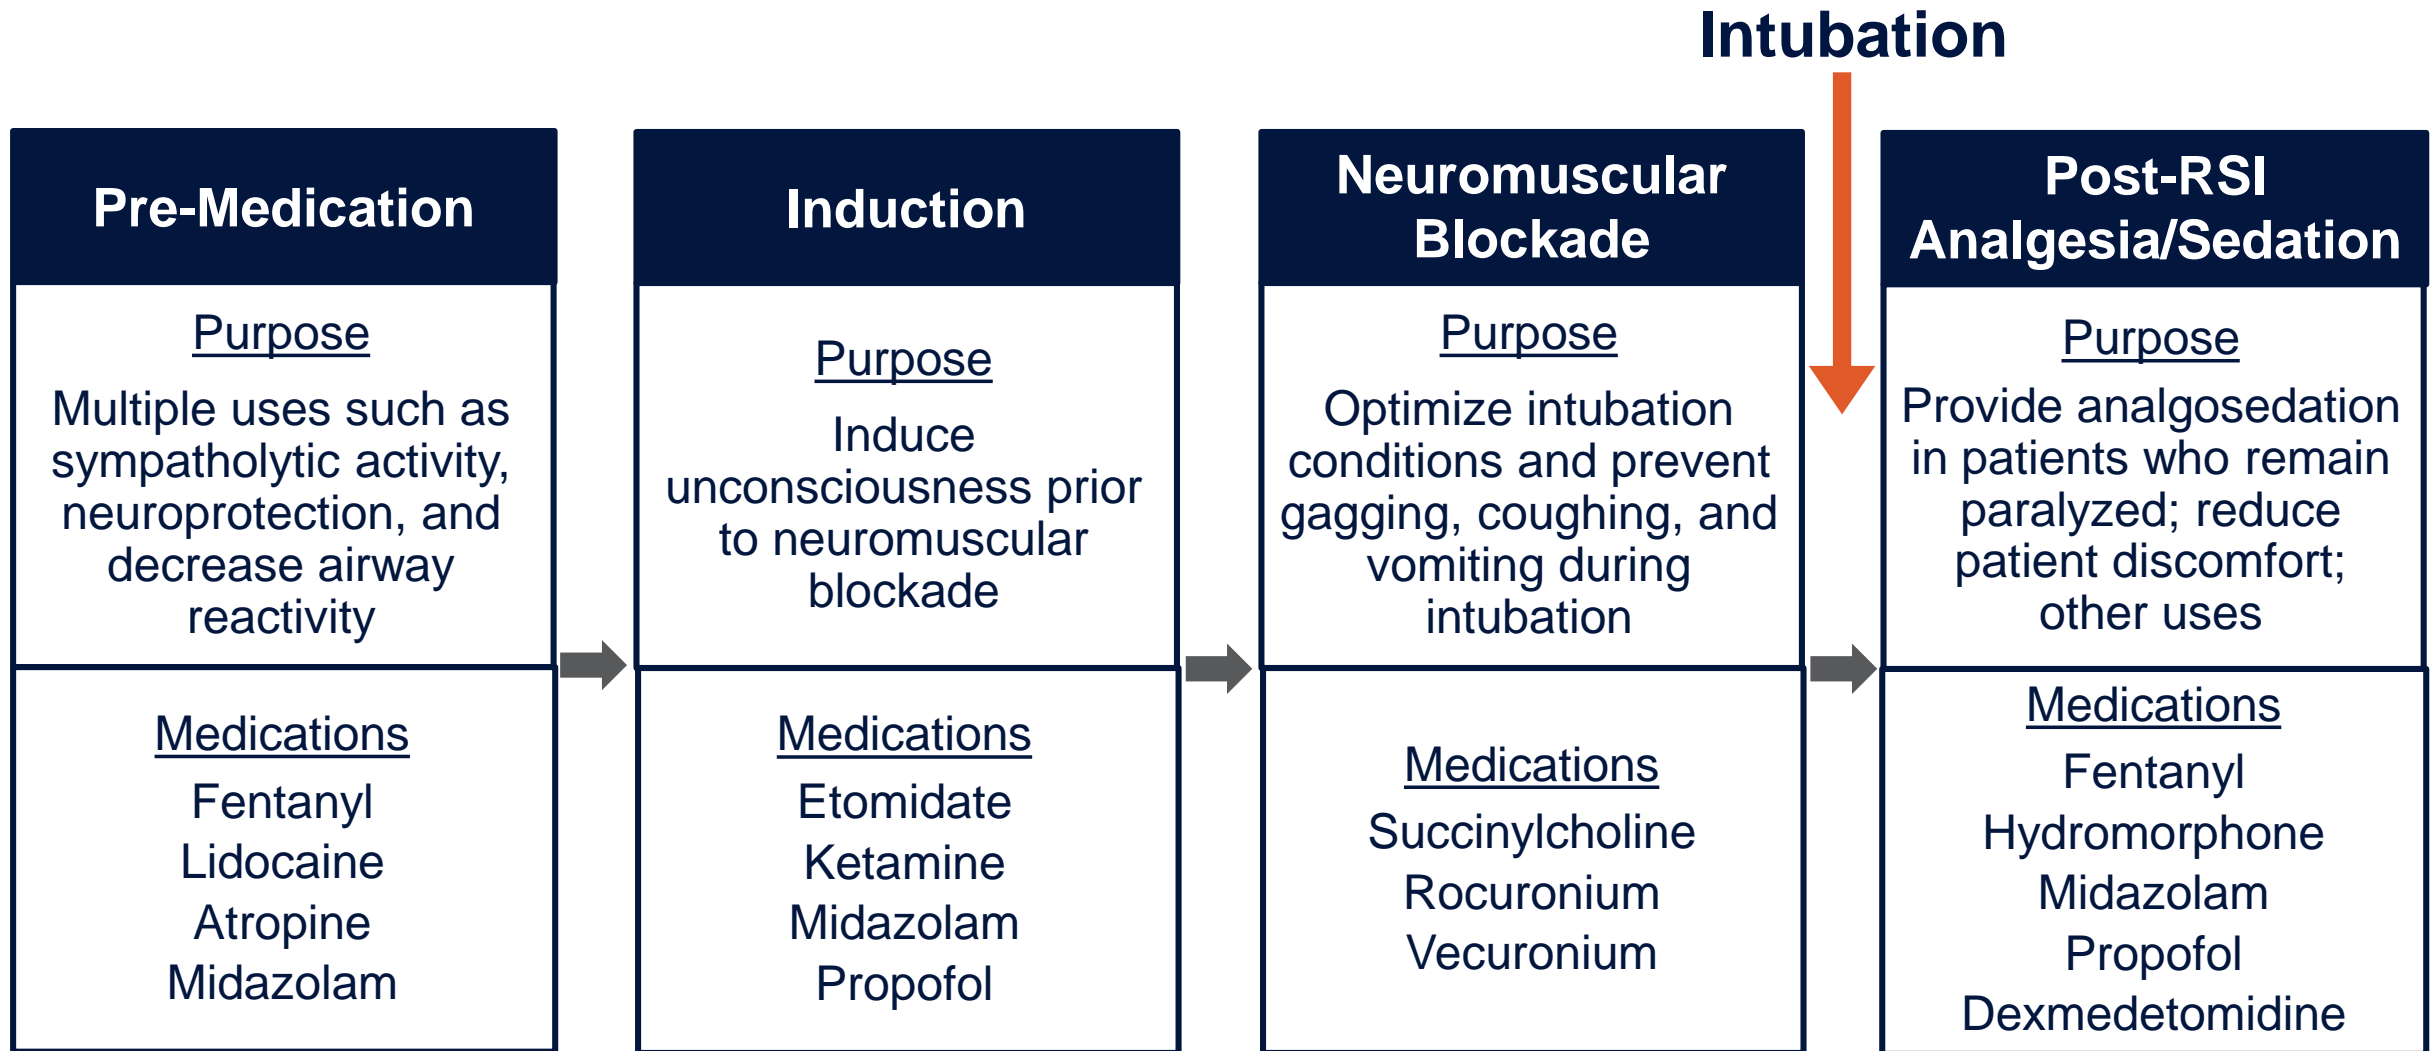 Intubation
Pre-Medication
Purpose
Multiple uses such as
sympatholytic activity,
neuroprotection, and
decrease airway
reactivity
Medications
Fentanyl
Lidocaine
Atropine
Midazolam
Induction
Purpose
Induce
unconsciousness prior
to neuromuscular
blockade
Medications
Etomidate
Ketamine
Midazolam
Propofol
Neuromuscular
Blockade
Purpose
Optimize intubation
conditions and prevent
gagging, coughing, and
vomiting during
intubation
Medications
Succinylcholine
Rocuronium
Vecuronium
Post-RSI
Analgesia/Sedation
Purpose
Provide analgosedation
in patients who remain
paralyzed; reduce
patient discomfort;
other uses
Medications
Fentanyl
Hydromorphone
Midazolam
Propofol
Dexmedetomidine